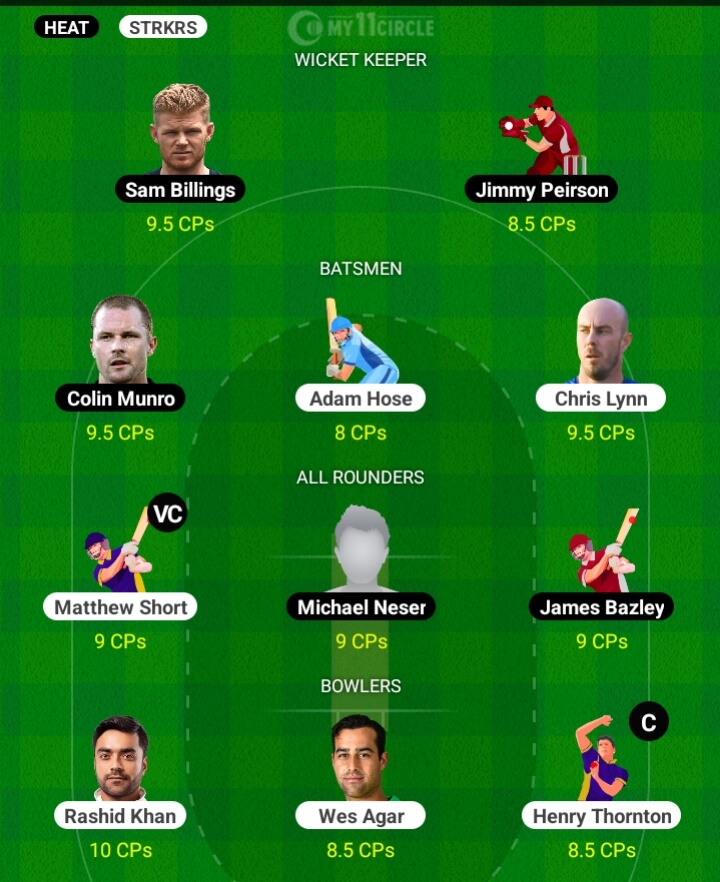 HEAT STRKRS MY11CIRCLE
WICKET KEEPER
Sam Billings Jimmy Peirson
9.5 CPs 8.5 CPs
BATSMEN
Colin Munro Adam Hose Chris Lynn
9.5 CPs 8 CPs 9.5 CPs
ALL ROUNDERS
VC
Matthew Short Michael Neser James Bazley
9 CPs 9 CPs 9 CPs
BOWLERS
C
Rashid Khan Wes Agar Henry Thornton
10 CPs 8.5 CPs 8.5 CPs